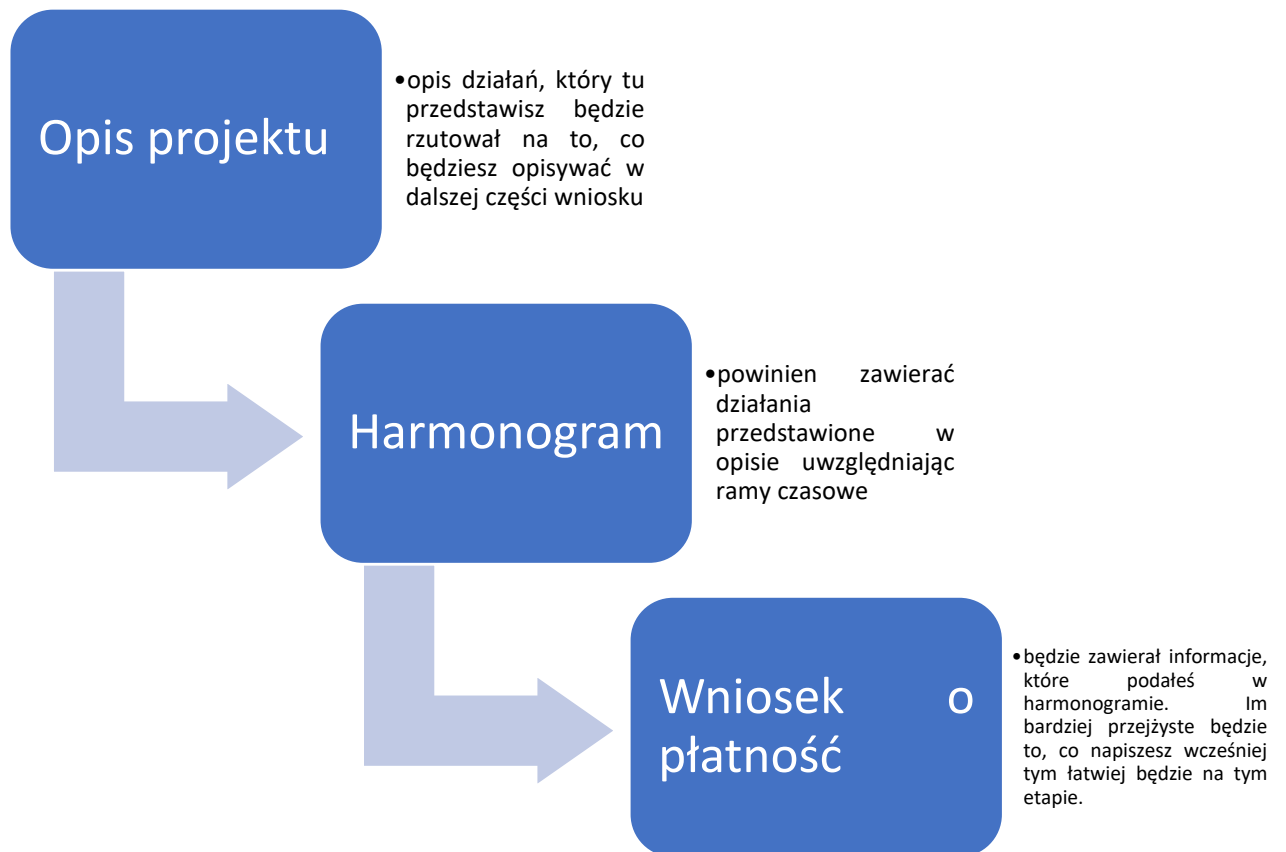 Opis projektu
•opis działań, który tu
przedstawisz będzie
rzutował na to, co
będziesz opisywać w
dalszej części wniosku
Harmonogram
•powinien zawierać
działania
przedstawione w
opisie uwzględniając
ramy czasowe
Wniosek o
płatność
•będzie zawierał informacje,
które podałeś w
harmonogramie. Im
bardziej przejżyste będzie
to, co napiszesz wcześniej
tym łatwiej będzie na tym
etapie.